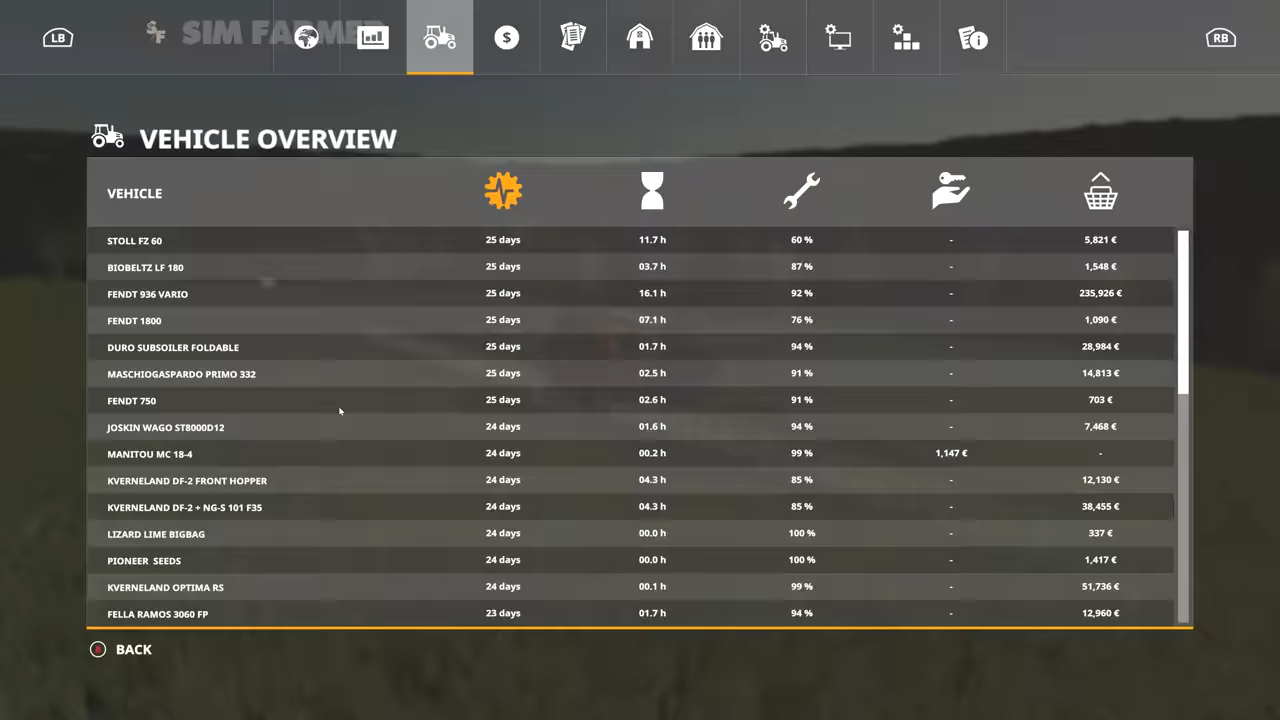 LB
SF SIM FARMER
$
RB
VEHICLE OVERVIEW
VEHICLE
STOLL FZ 60 25 days 11.7 h 60 % - 5,821 €
BIOBELTZ LF 180 25 days 03.7 h 87 % - 1,548 €
FENDT 936 VARIO 25 days 16.1 h 92 % - 235,926 €
FENDT 1800 25 days 07.1 h 76 % - 1,090 €
DURO SUBSOILER FOLDABLE 25 days 01.7 h 94 % - 28,984 €
MASCHIOGASPARDO PRIMO 332 25 days 02.5 h 91 % - 14,813 €
FENDT 750 25 days 02.6 h 91 % - 703 €
JOSKIN WAGO ST8000D12 24 days 01.6 h 94 % - 7,468 €
MANITOU MC 18-4 24 days 00.2 h 99 % 1,147 € -
KVERNELAND DF-2 FRONT HOPPER 24 days 04.3 h 85 % - 12,130 €
KVERNELAND DF-2 + NG-S 101 F35 24 days 04.3 h 85 % - 38,455 €
LIZARD LIME BIGBAG 24 days 00.0 h 100 % - 337 €
PIONEER SEEDS 24 days 00.0 h 100 % - 1,417 €
KVERNELAND OPTIMA RS 24 days 00.1 h 99 % - 51,736 €
FELLA RAMOS 3060 FP 23 days 01.7 h 94 % - 12,960 €
BACK